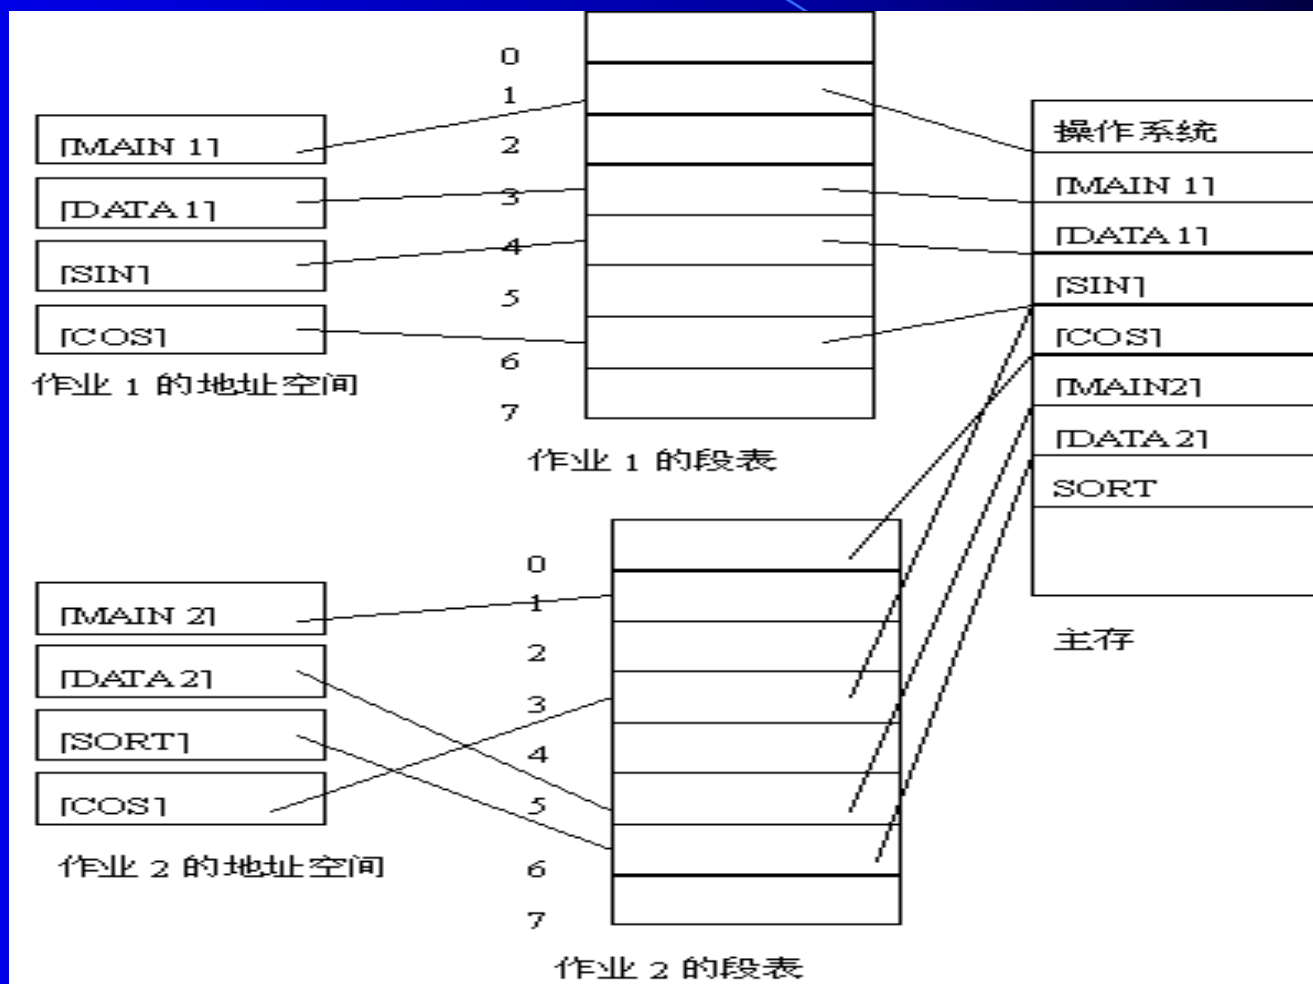 0
1
2
3
4
5
6
7
[MAIN 1]
[DATA 1]
[SIN]
[COS]
作业 1 的地址空间
作业 1 的段表
操作系统
[MAIN 1]
[DATA 1]
[SIN]
[COS]
[MAIN2]
[DATA 2]
SORT
主存
0
1
2
3
4
5
6
7
[MAIN 2]
[DATA 2]
[SORT]
[COS]
作业 2 的地址空间
作业 2 的段表